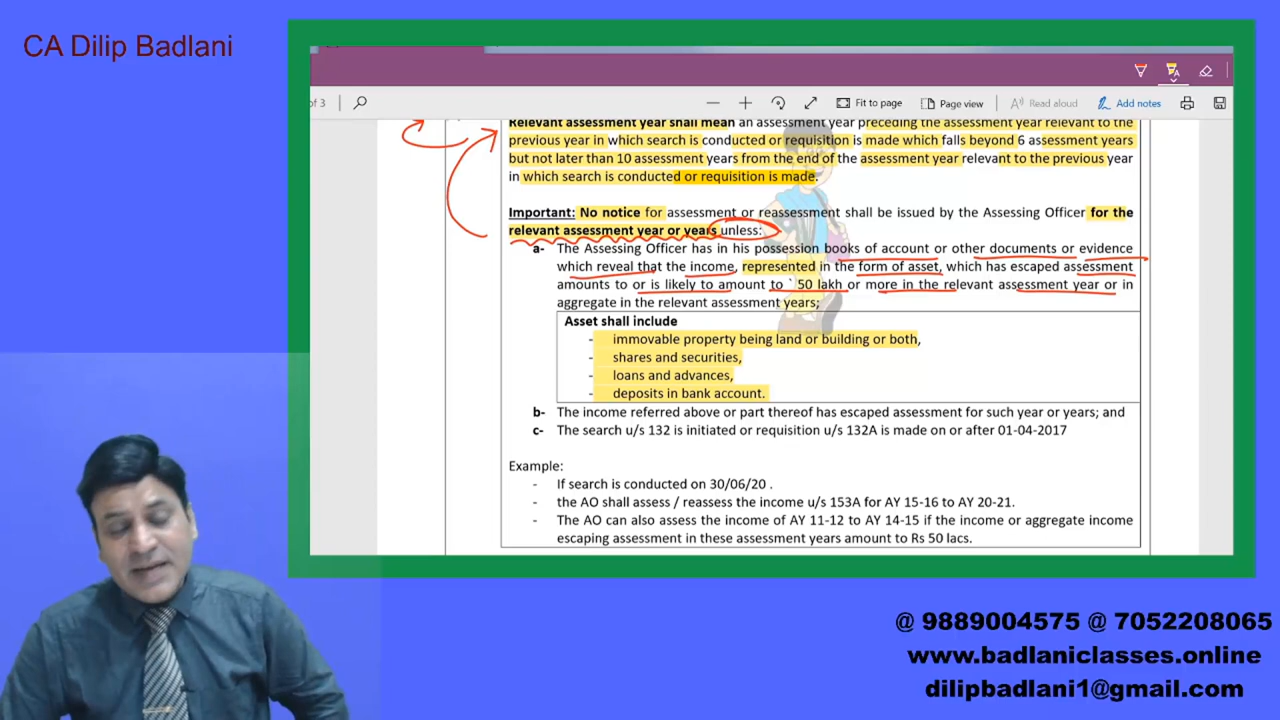 CA Dilip Badlani
of 3
Fit to page
Page view
Read aloud
Add notes
Relevant assessment year shall mean an assessment year preceding the assessment year relevant to the
previous year in which search is conducted or requisition is made which falls beyond 6 assessment years
but not later than 10 assessment years from the end of the assessment year relevant to the previous year
in which search is conducted or requisition is made.
Important: No notice for assessment or reassessment shall be issued by the Assessing Officer for the
relevant assessment year or years unless:
a- The Assessing Officer has in his possession books of account or other documents or evidence
which reveal that the income, represented in the form of asset, which has escaped assessment
amounts to or is likely to amount to ` 50 lakh or more in the relevant assessment year or in
aggregate in the relevant assessment years;
Asset shall include
- immovable property being land or building or both,
- shares and securities,
- loans and advances,
- deposits in bank account.
b- The income referred above or part thereof has escaped assessment for such year or years; and
c- The search u/s 132 is initiated or requisition u/s 132A is made on or after 01-04-2017
Example:
- If search is conducted on 30/06/20 .
- the AO shall assess / reassess the income u/s 153A for AY 15-16 to AY 20-21.
- The AO can also assess the income of AY 11-12 to AY 14-15 if the income or aggregate income
escaping assessment in these assessment years amount to Rs 50 lacs.
@ 9889004575 @ 7052208065
www.badlaniclasses.online
dilipbadlani1@gmail.com